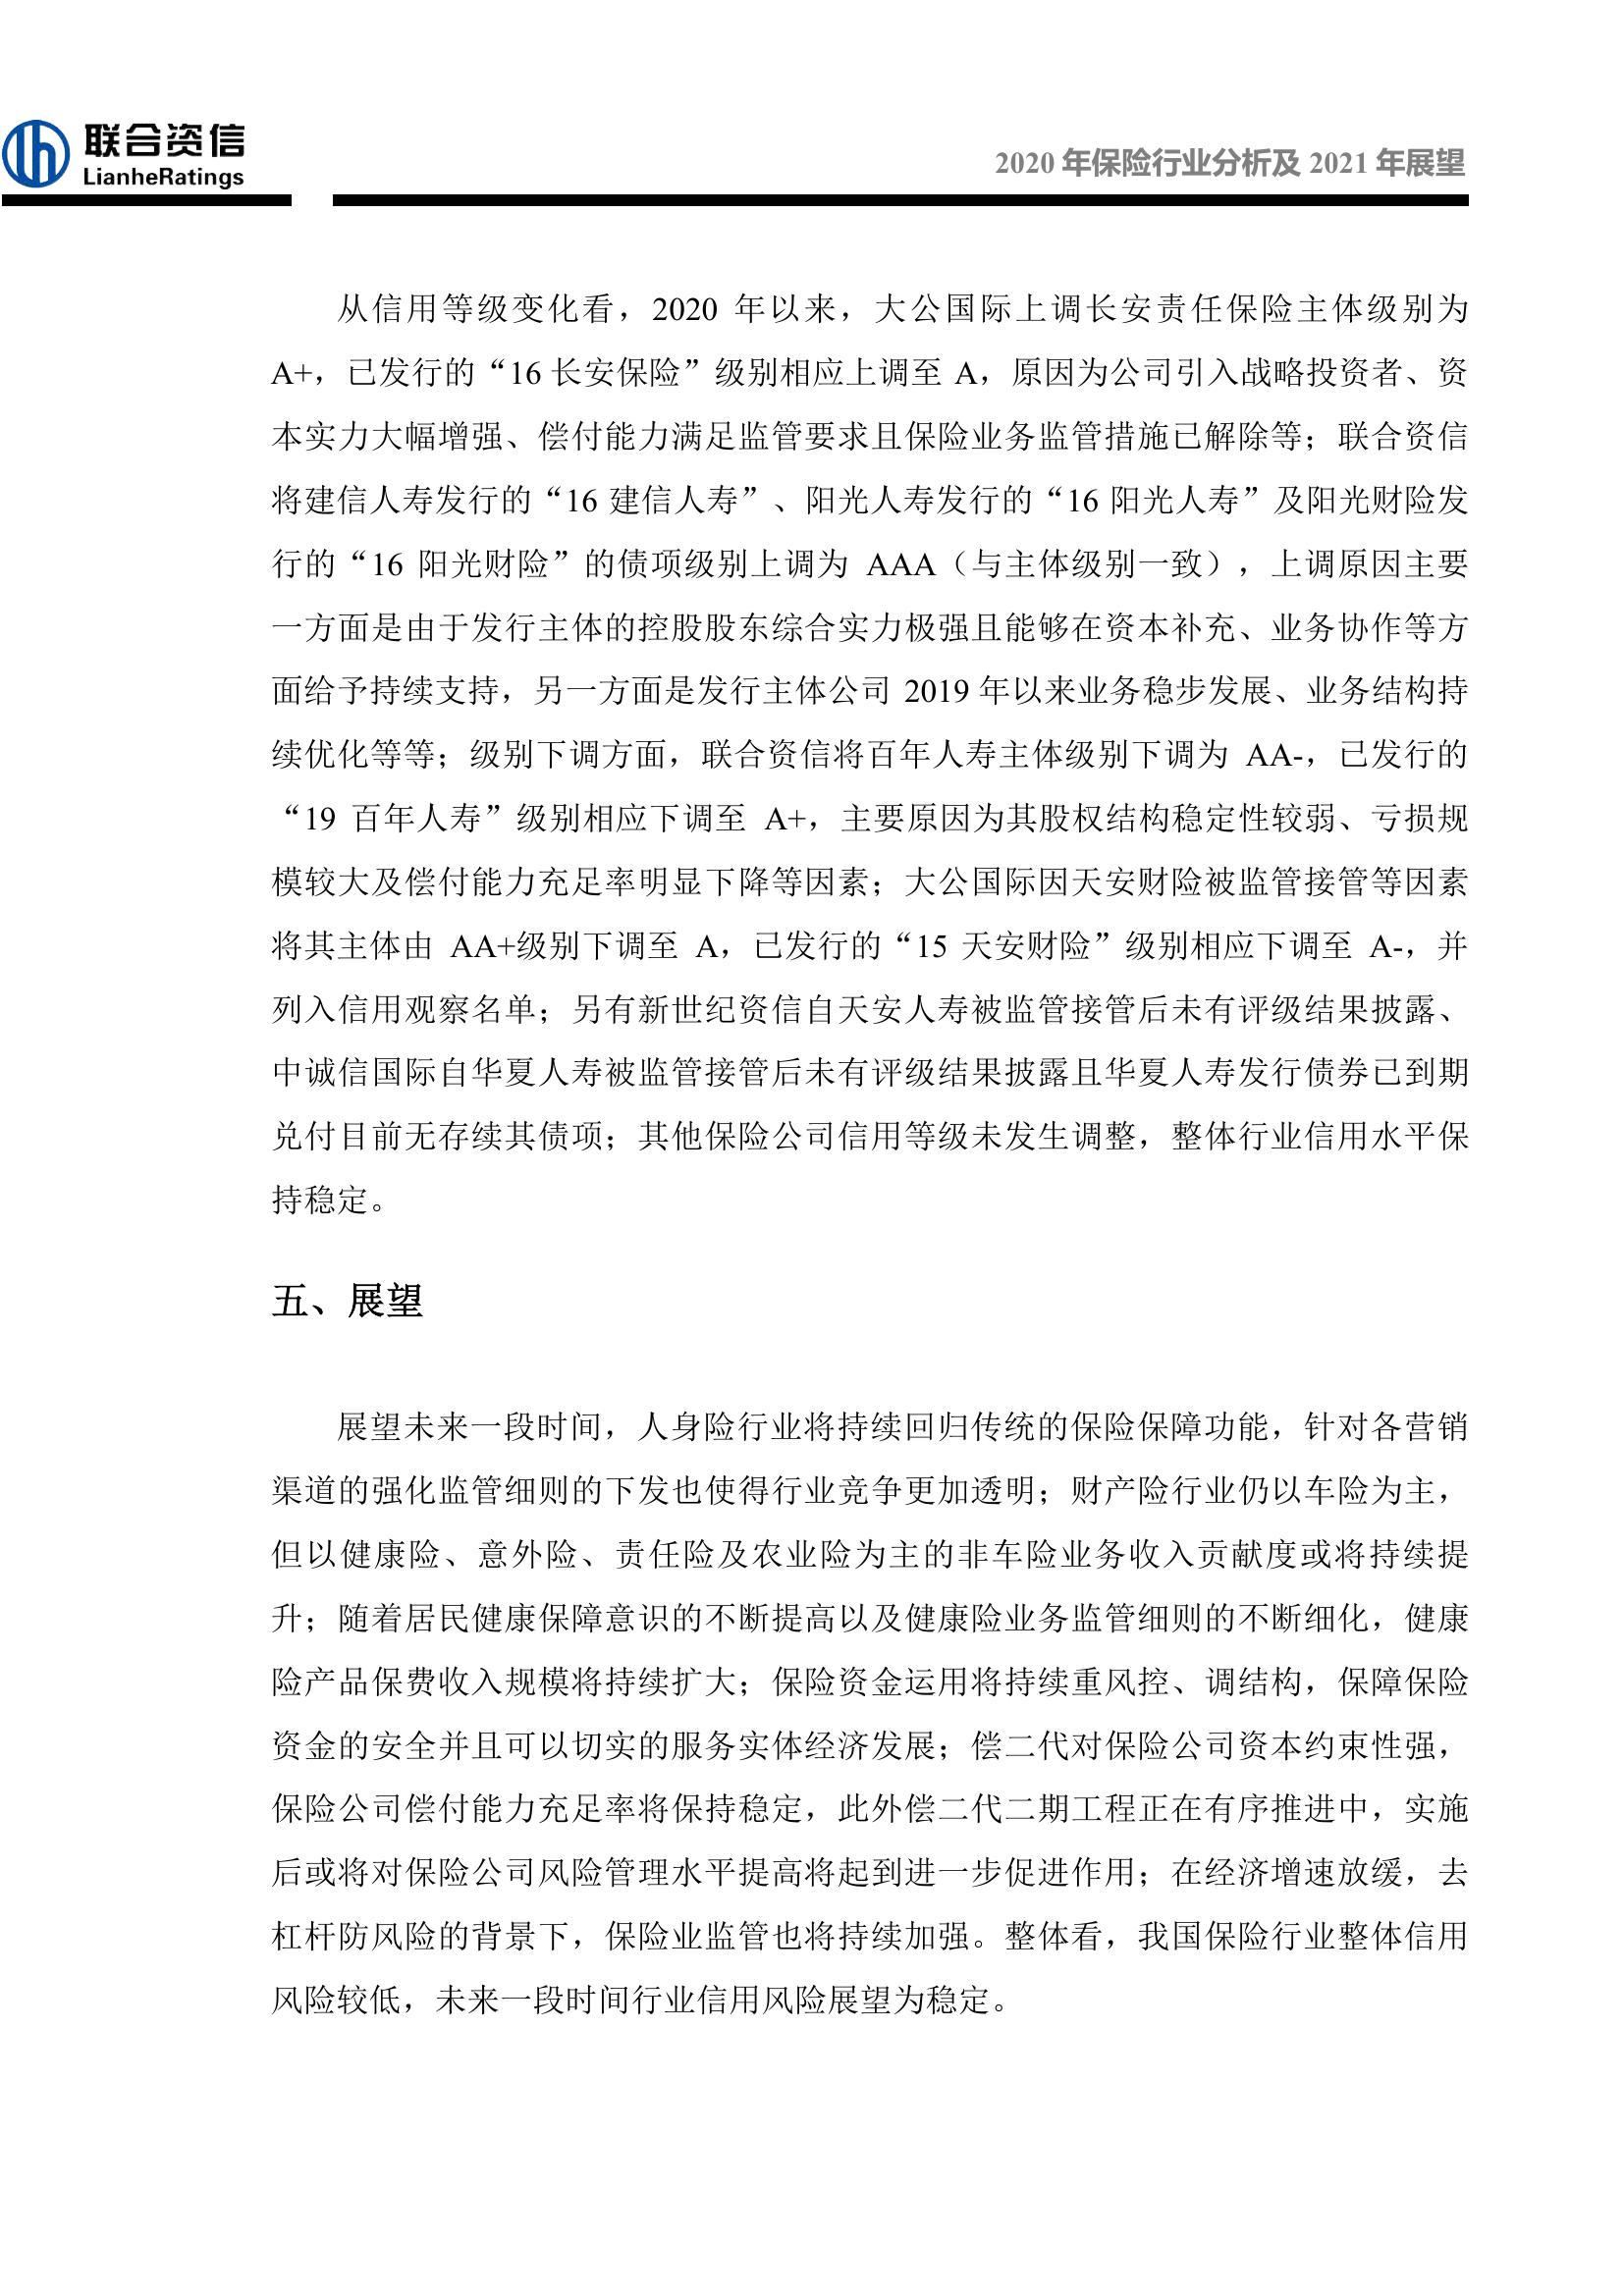 联合资信
LianheRatings
2020 年保险行业分析及 2021 年展望
从信用等级变化看，2020 年以来，大公国际上调长安责任保险主体级别为
A+，已发行的“16 长安保险”级别相应上调至 A，原因为公司引入战略投资者、资
本实力大幅增强、偿付能力满足监管要求且保险业务监管措施已解除等；联合资信
将建信人寿发行的“16 建信人寿”、阳光人寿发行的“16 阳光人寿”及阳光财险发
行的“16 阳光财险”的债项级别上调为 AAA（与主体级别一致），上调原因主要
一方面是由于发行主体的控股股东综合实力极强且能够在资本补充、业务协作等方
面给予持续支持，另一方面是发行主体公司 2019 年以来业务稳步发展、业务结构持
续优化等等；级别下调方面，联合资信将百年人寿主体级别下调为 AA-，已发行的
“19 百年人寿”级别相应下调至 A+，主要原因为其股权结构稳定性较弱、亏损规
模较大及偿付能力充足率明显下降等因素；大公国际因天安财险被监管接管等因素
将其主体由 AA+级别下调至 A，已发行的“15 天安财险”级别相应下调至 A-，并
列入信用观察名单；另有新世纪资信自天安人寿被监管接管后未有评级结果披露、
中诚信国际自华夏人寿被监管接管后未有评级结果披露且华夏人寿发行债券已到期
兑付目前无存续其债项；其他保险公司信用等级未发生调整，整体行业信用水平保
持稳定。
五、展望
展望未来一段时间，人身险行业将持续回归传统的保险保障功能，针对各营销
渠道的强化监管细则的下发也使得行业竞争更加透明；财产险行业仍以车险为主，
但以健康险、意外险、责任险及农业险为主的非车险业务收入贡献度或将持续提
升；随着居民健康保障意识的不断提高以及健康险业务监管细则的不断细化，健康
险产品保费收入规模将持续扩大；保险资金运用将持续重风控、调结构，保障保险
资金的安全并且可以切实的服务实体经济发展；偿二代对保险公司资本约束性强，
保险公司偿付能力充足率将保持稳定，此外偿二代二期工程正在有序推进中，实施
后或将对保险公司风险管理水平提高将起到进一步促进作用；在经济增速放缓，去
杠杆防风险的背景下，保险业监管也将持续加强。整体看，我国保险行业整体信用
风险较低，未来一段时间行业信用风险展望为稳定。